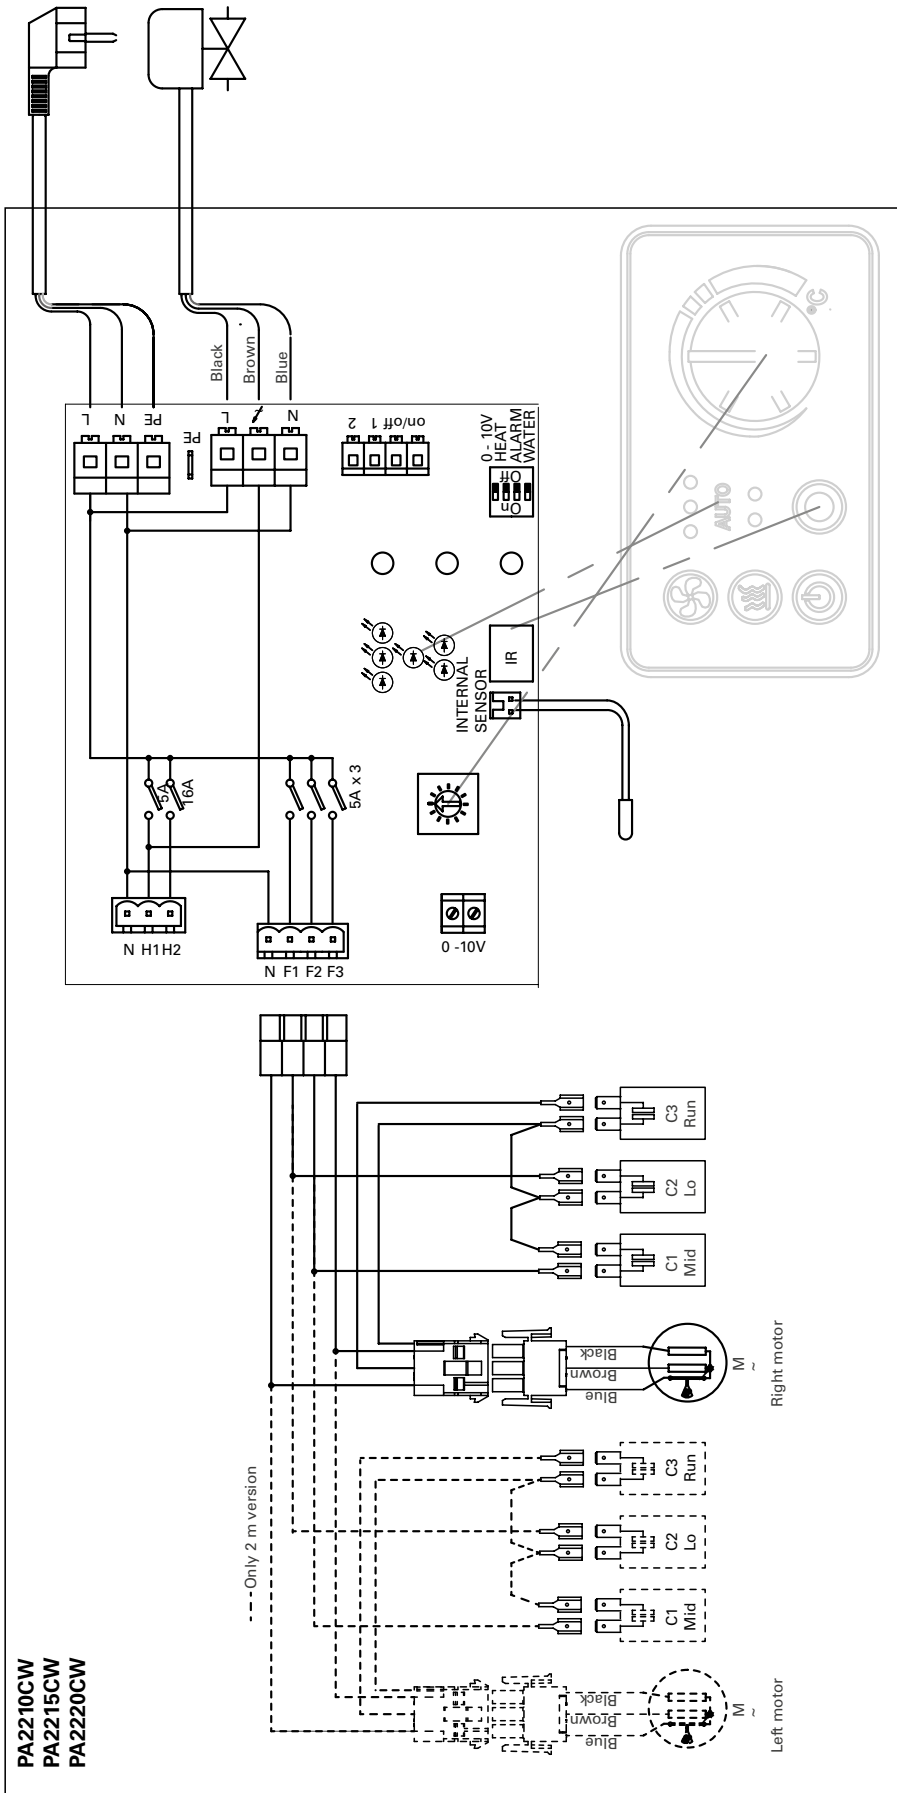 Black
Brown
Blue
L
N
PE
PE
L
N
2
1
on/off
0 - 10V
HEAT
ALARM
WATER
Off
On
°C
AUTO
IR
INTERNAL
SENSOR
5A
16A
5A x 3
N H1 H2
N F1 F2 F3
0 -10V
C3
Run
C2
Lo
C1
Mid
Black
Brown
Blue
M
~
Right motor
C3
Run
C2
Lo
C1
Mid
Only 2 m version
Black
Brown
Blue
M
~
Left motor
PA2210CW
PA2215CW
PA2220CW